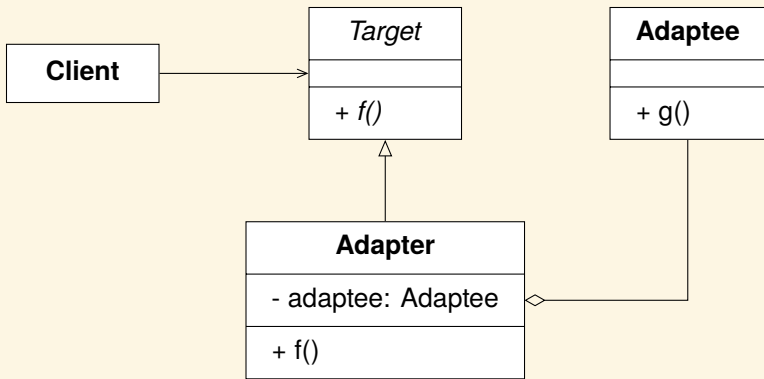 Target
Adaptee
Client
+ f()
+ g()
Adapter
- adaptee: Adaptee
+ f()